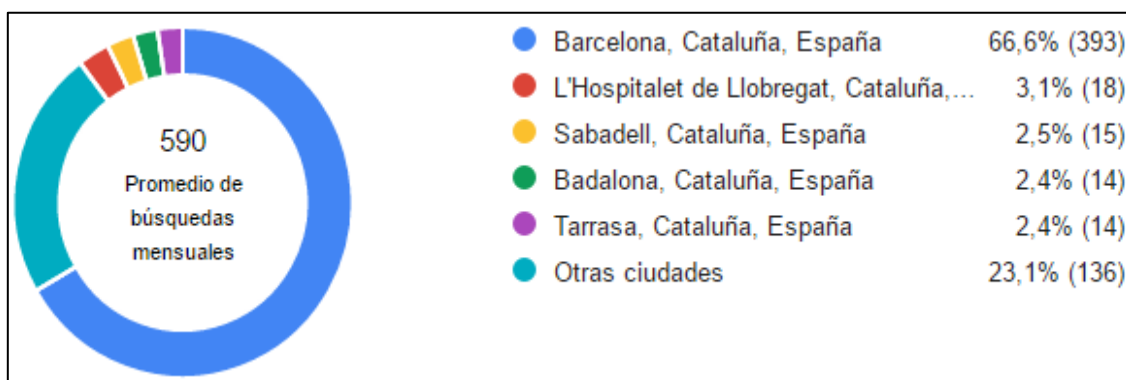 590
Promedio de
búsquedas
mensuales
Barcelona, Cataluña, España 66,6% (393)
L'Hospitalet de Llobregat, Cataluña,... 3,1% (18)
Sabadell, Cataluña, España 2,5% (15)
Badalona, Cataluña, España 2,4% (14)
Tarrasa, Cataluña, España 2,4% (14)
Otras ciudades 23,1% (136)